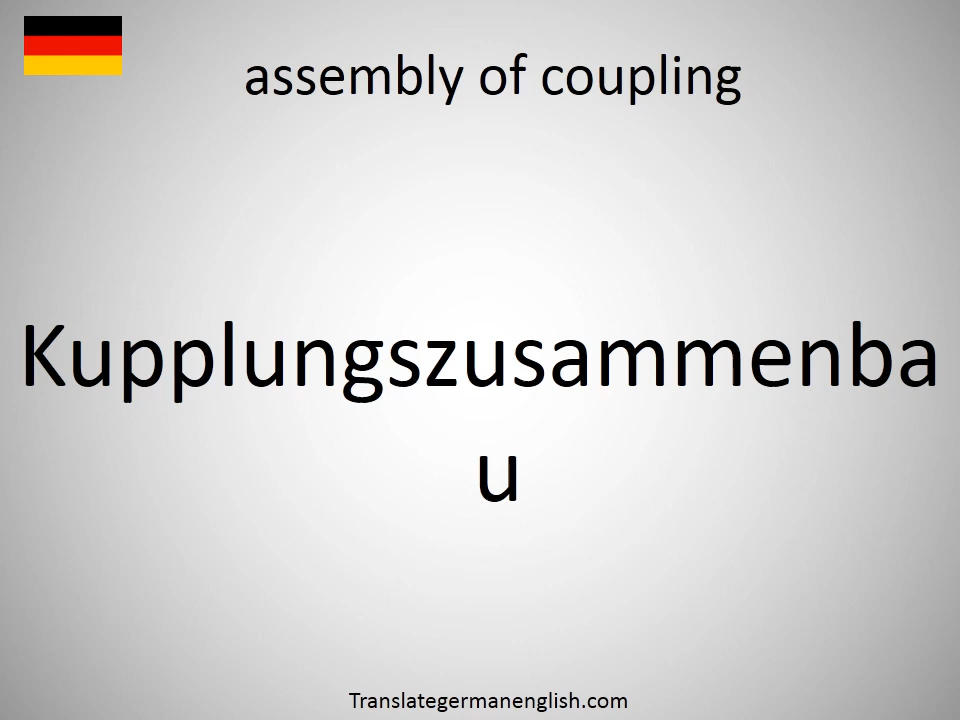 assembly of coupling
Kupplungszusammenba
u
Translategermanenglish.com